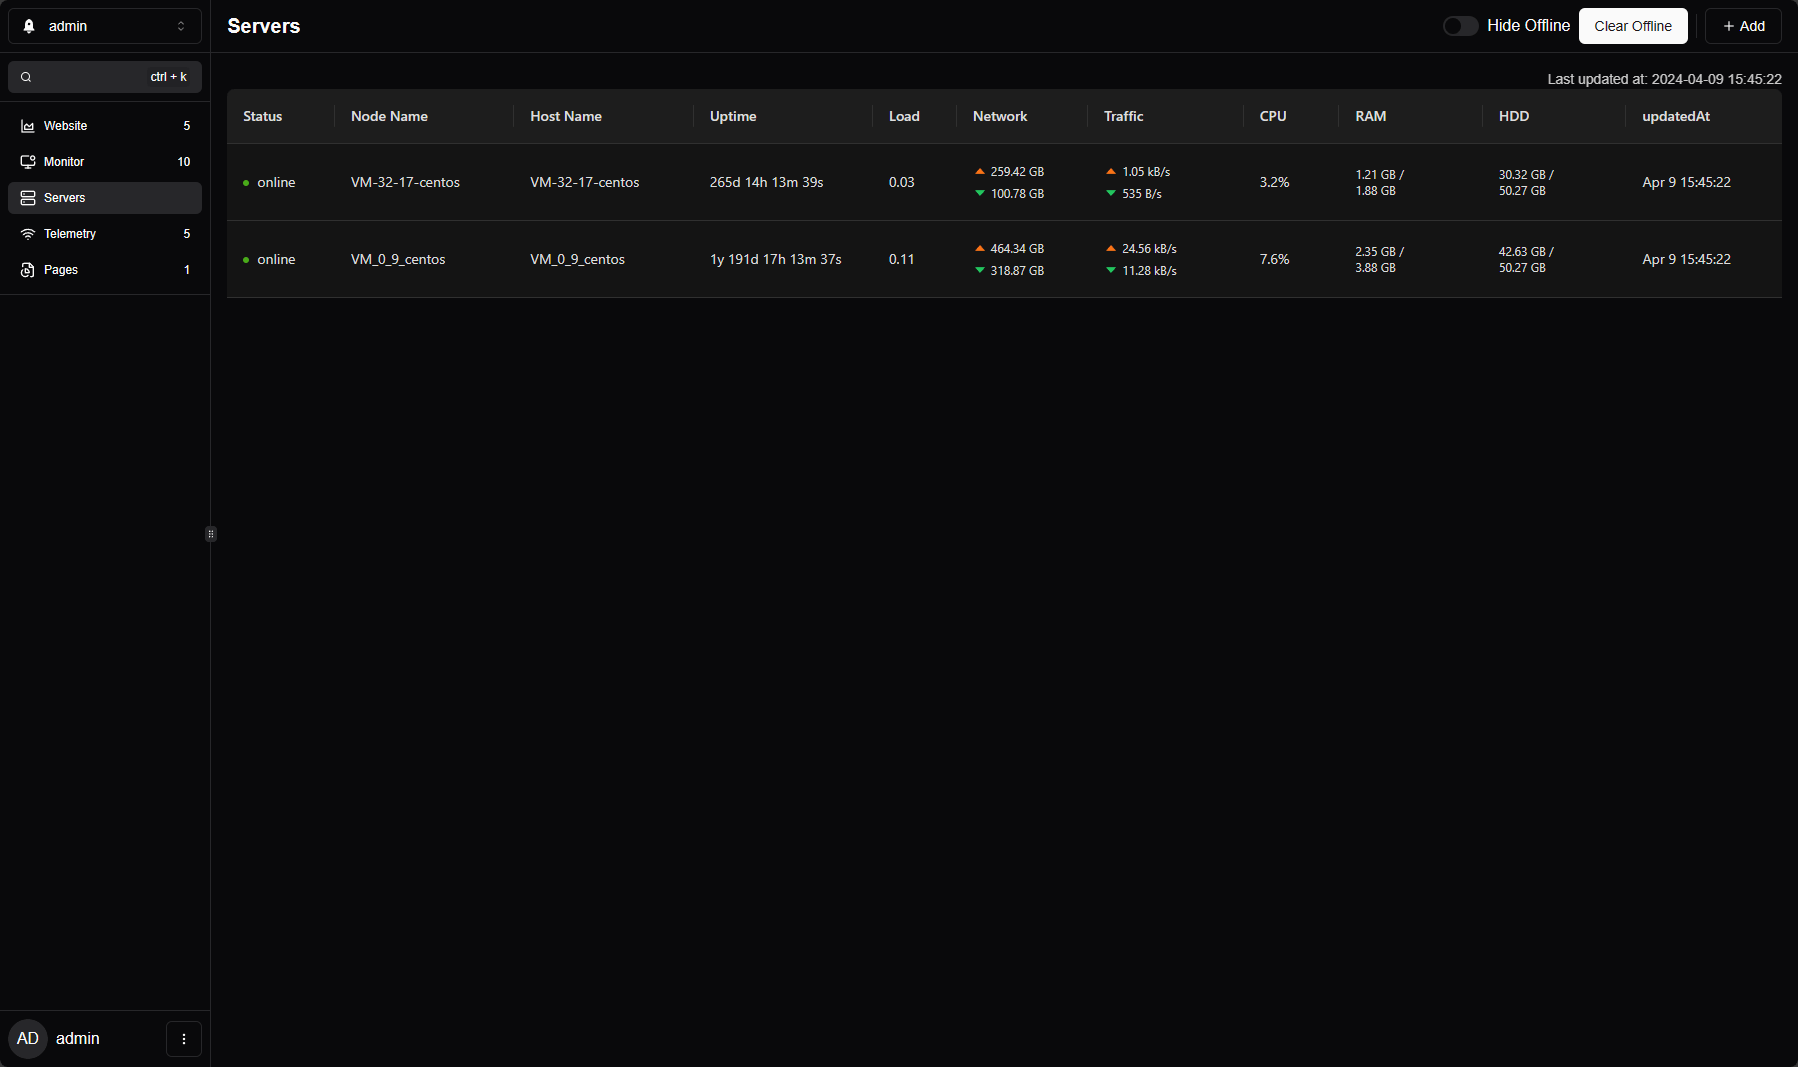 admin
Servers
Hide Offline
Clear Offline
+ Add
ctrl + k
Last updated at: 2024-04-09 15:45:22
Website 5
Monitor 10
Servers
Telemetry 5
Pages 1
Status Node Name Host Name Uptime Load Network Traffic CPU RAM HDD updatedAt
online VM-32-17-centos VM-32-17-centos 265d 14h 13m 39s 0.03
259.42 GB
100.78 GB
1.05 kB/s
535 B/s
3.2%
1.21 GB /
1.88 GB
30.32 GB /
50.27 GB
Apr 9 15:45:22
online VM_0_9_centos VM_0_9_centos 1y 191d 17h 13m 37s 0.11
464.34 GB
318.87 GB
24.56 kB/s
11.28 kB/s
7.6%
2.35 GB /
3.88 GB
42.63 GB /
50.27 GB
Apr 9 15:45:22
AD admin